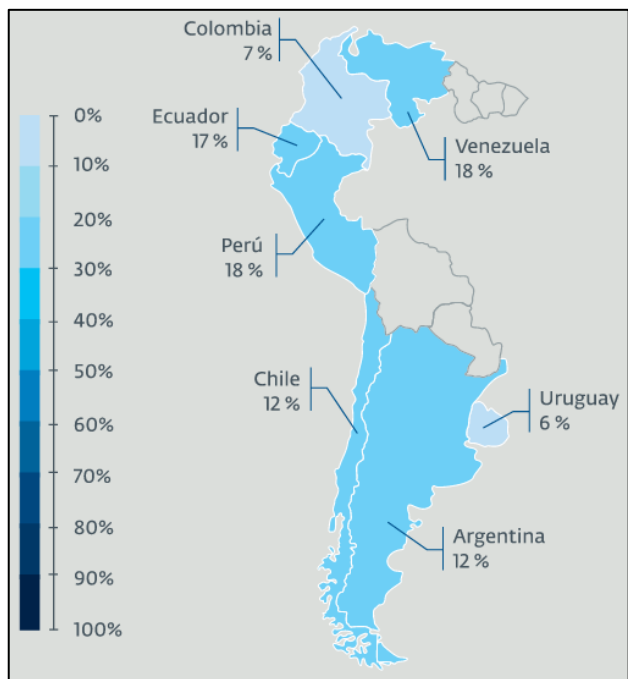 Colombia
7 %
Ecuador
17 %
Venezuela
18 %
Perú
18 %
Chile
12 %
Uruguay
6 %
Argentina
12 %
0%
10%
20%
30%
40%
50%
60%
70%
80%
90%
100%